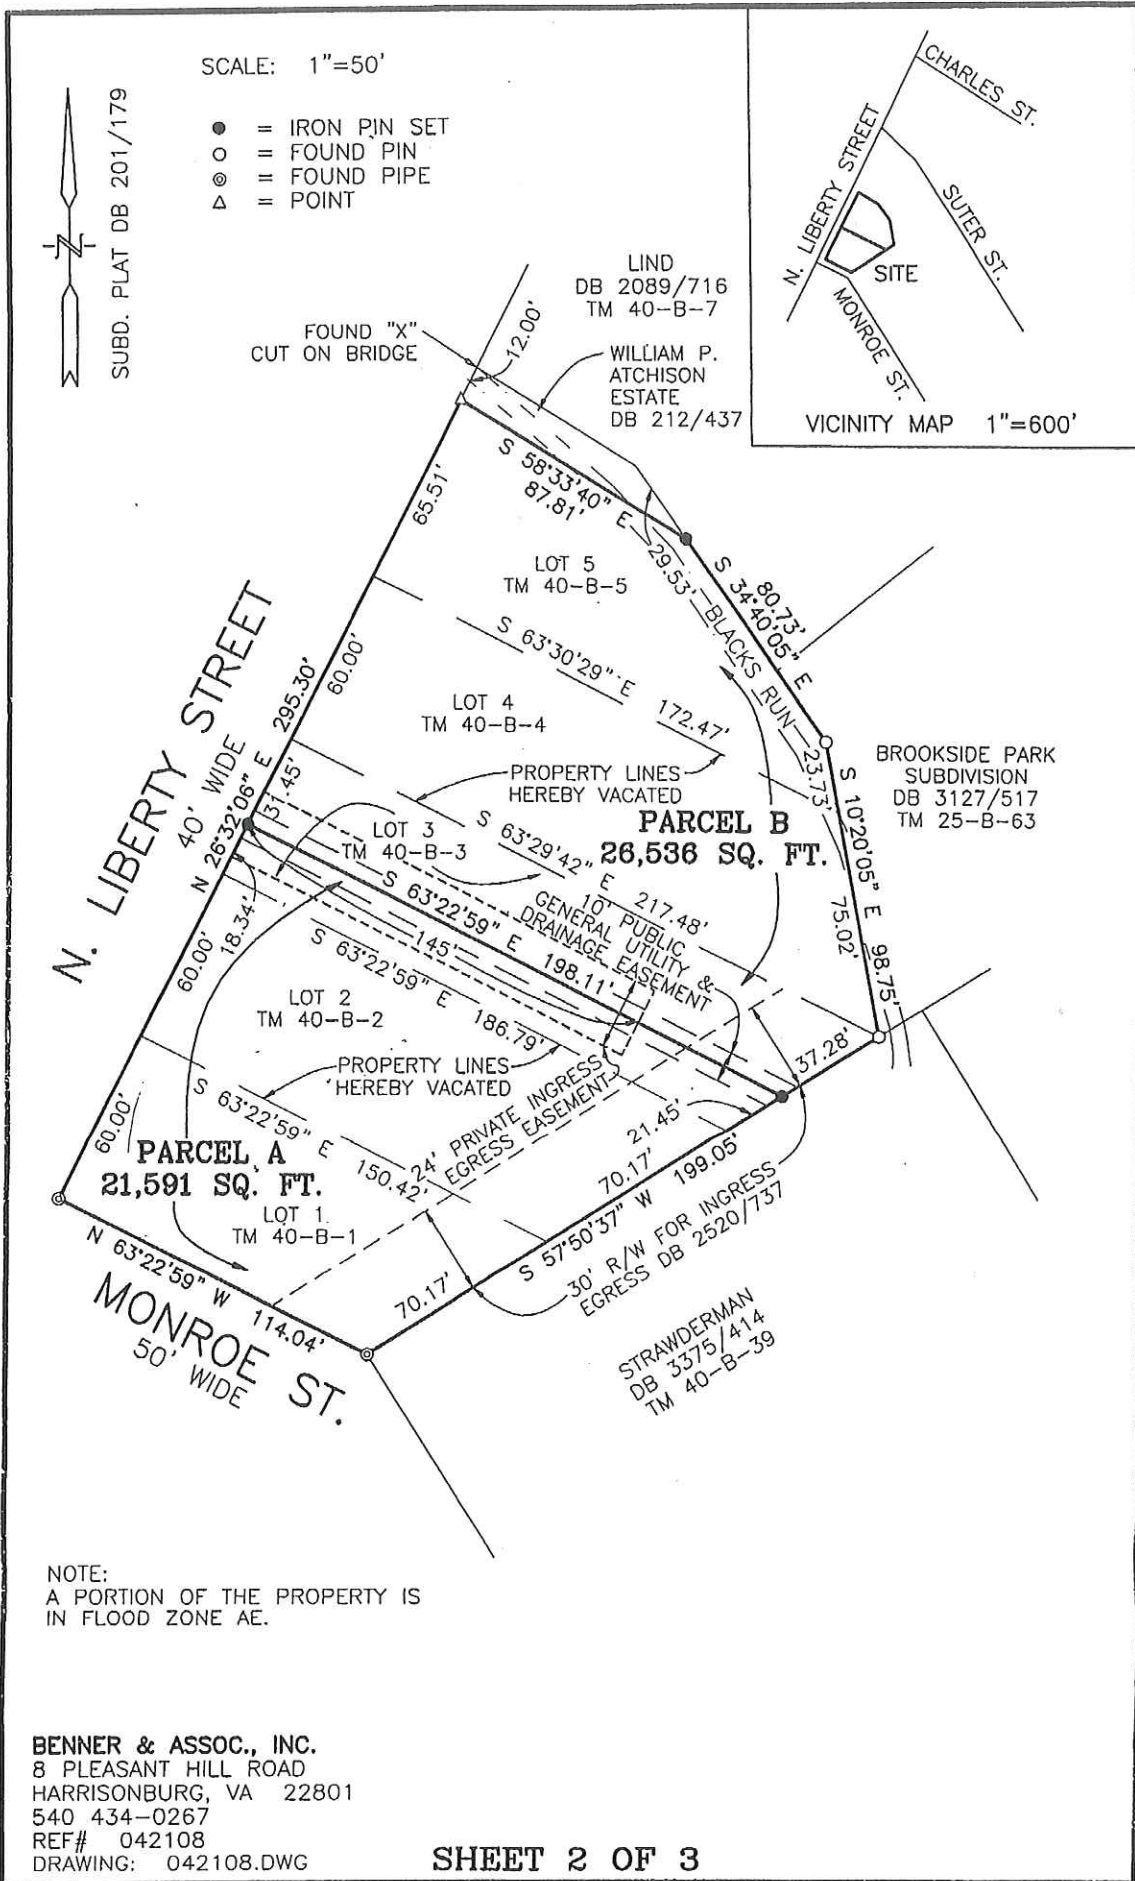 SCALE: 1"=50'
● = IRON PIN SET
○ = FOUND PIN
◎ = FOUND PIPE
△ = POINT
N
SUBD. PLAT DB 201/179
CHARLES ST.
N. LIBERTY STREET
SUTER ST.
SITE
MONROE ST.
VICINITY MAP 1"=600'
LIND
DB 2089/716
TM 40-B-7
FOUND "X"
CUT ON BRIDGE
12.00'
WILLIAM P.
ATCHISON
ESTATE
DB 212/437
S 58°33'40" E
87.81'
65.51'
LOT 5
TM 40-B-5
29.53'
BLACKS RUN
80.73'
S 34°40'05" E
S 63°30'29" E 172.47'
60.00'
295.30'
LOT 4
TM 40-B-4
N. LIBERTY STREET
40' WIDE
N 26°32'06" E
31.45'
PROPERTY LINES
HEREBY VACATED
23.73'
BROOKSIDE PARK
SUBDIVISION
DB 3127/517
TM 25-B-63
S 10°20'05" E 98.75'
75.02'
PARCEL B
26,536 SQ. FT.
LOT 3
TM 40-B-3
S 63°29'42" E 217.48'
S 63°22'59" E 198.11'
10' PUBLIC
GENERAL UTILITY &
DRAINAGE EASEMENT
145'
18.34'
60.00'
S 63°22'59" E 186.79'
LOT 2
TM 40-B-2
PROPERTY LINES
HEREBY VACATED
37.28'
24' PRIVATE INGRESS
EGRESS EASEMENT
21.45'
S 63°22'59" E 150.42'
60.00'
PARCEL A
21,591 SQ. FT.
LOT 1
TM 40-B-1
70.17'
S 57°50'37" W 199.05'
30' R/W FOR INGRESS
EGRESS DB 2520/737
70.17'
N 63°22'59" W 114.04'
MONROE ST.
50' WIDE
STRAWDERMAN
DB 3375/414
TM 40-B-39
NOTE:
A PORTION OF THE PROPERTY IS
IN FLOOD ZONE AE.
BENNER & ASSOC., INC.
8 PLEASANT HILL ROAD
HARRISONBURG, VA 22801
540 434-0267
REF# 042108
DRAWING: 042108.DWG
SHEET 2 OF 3